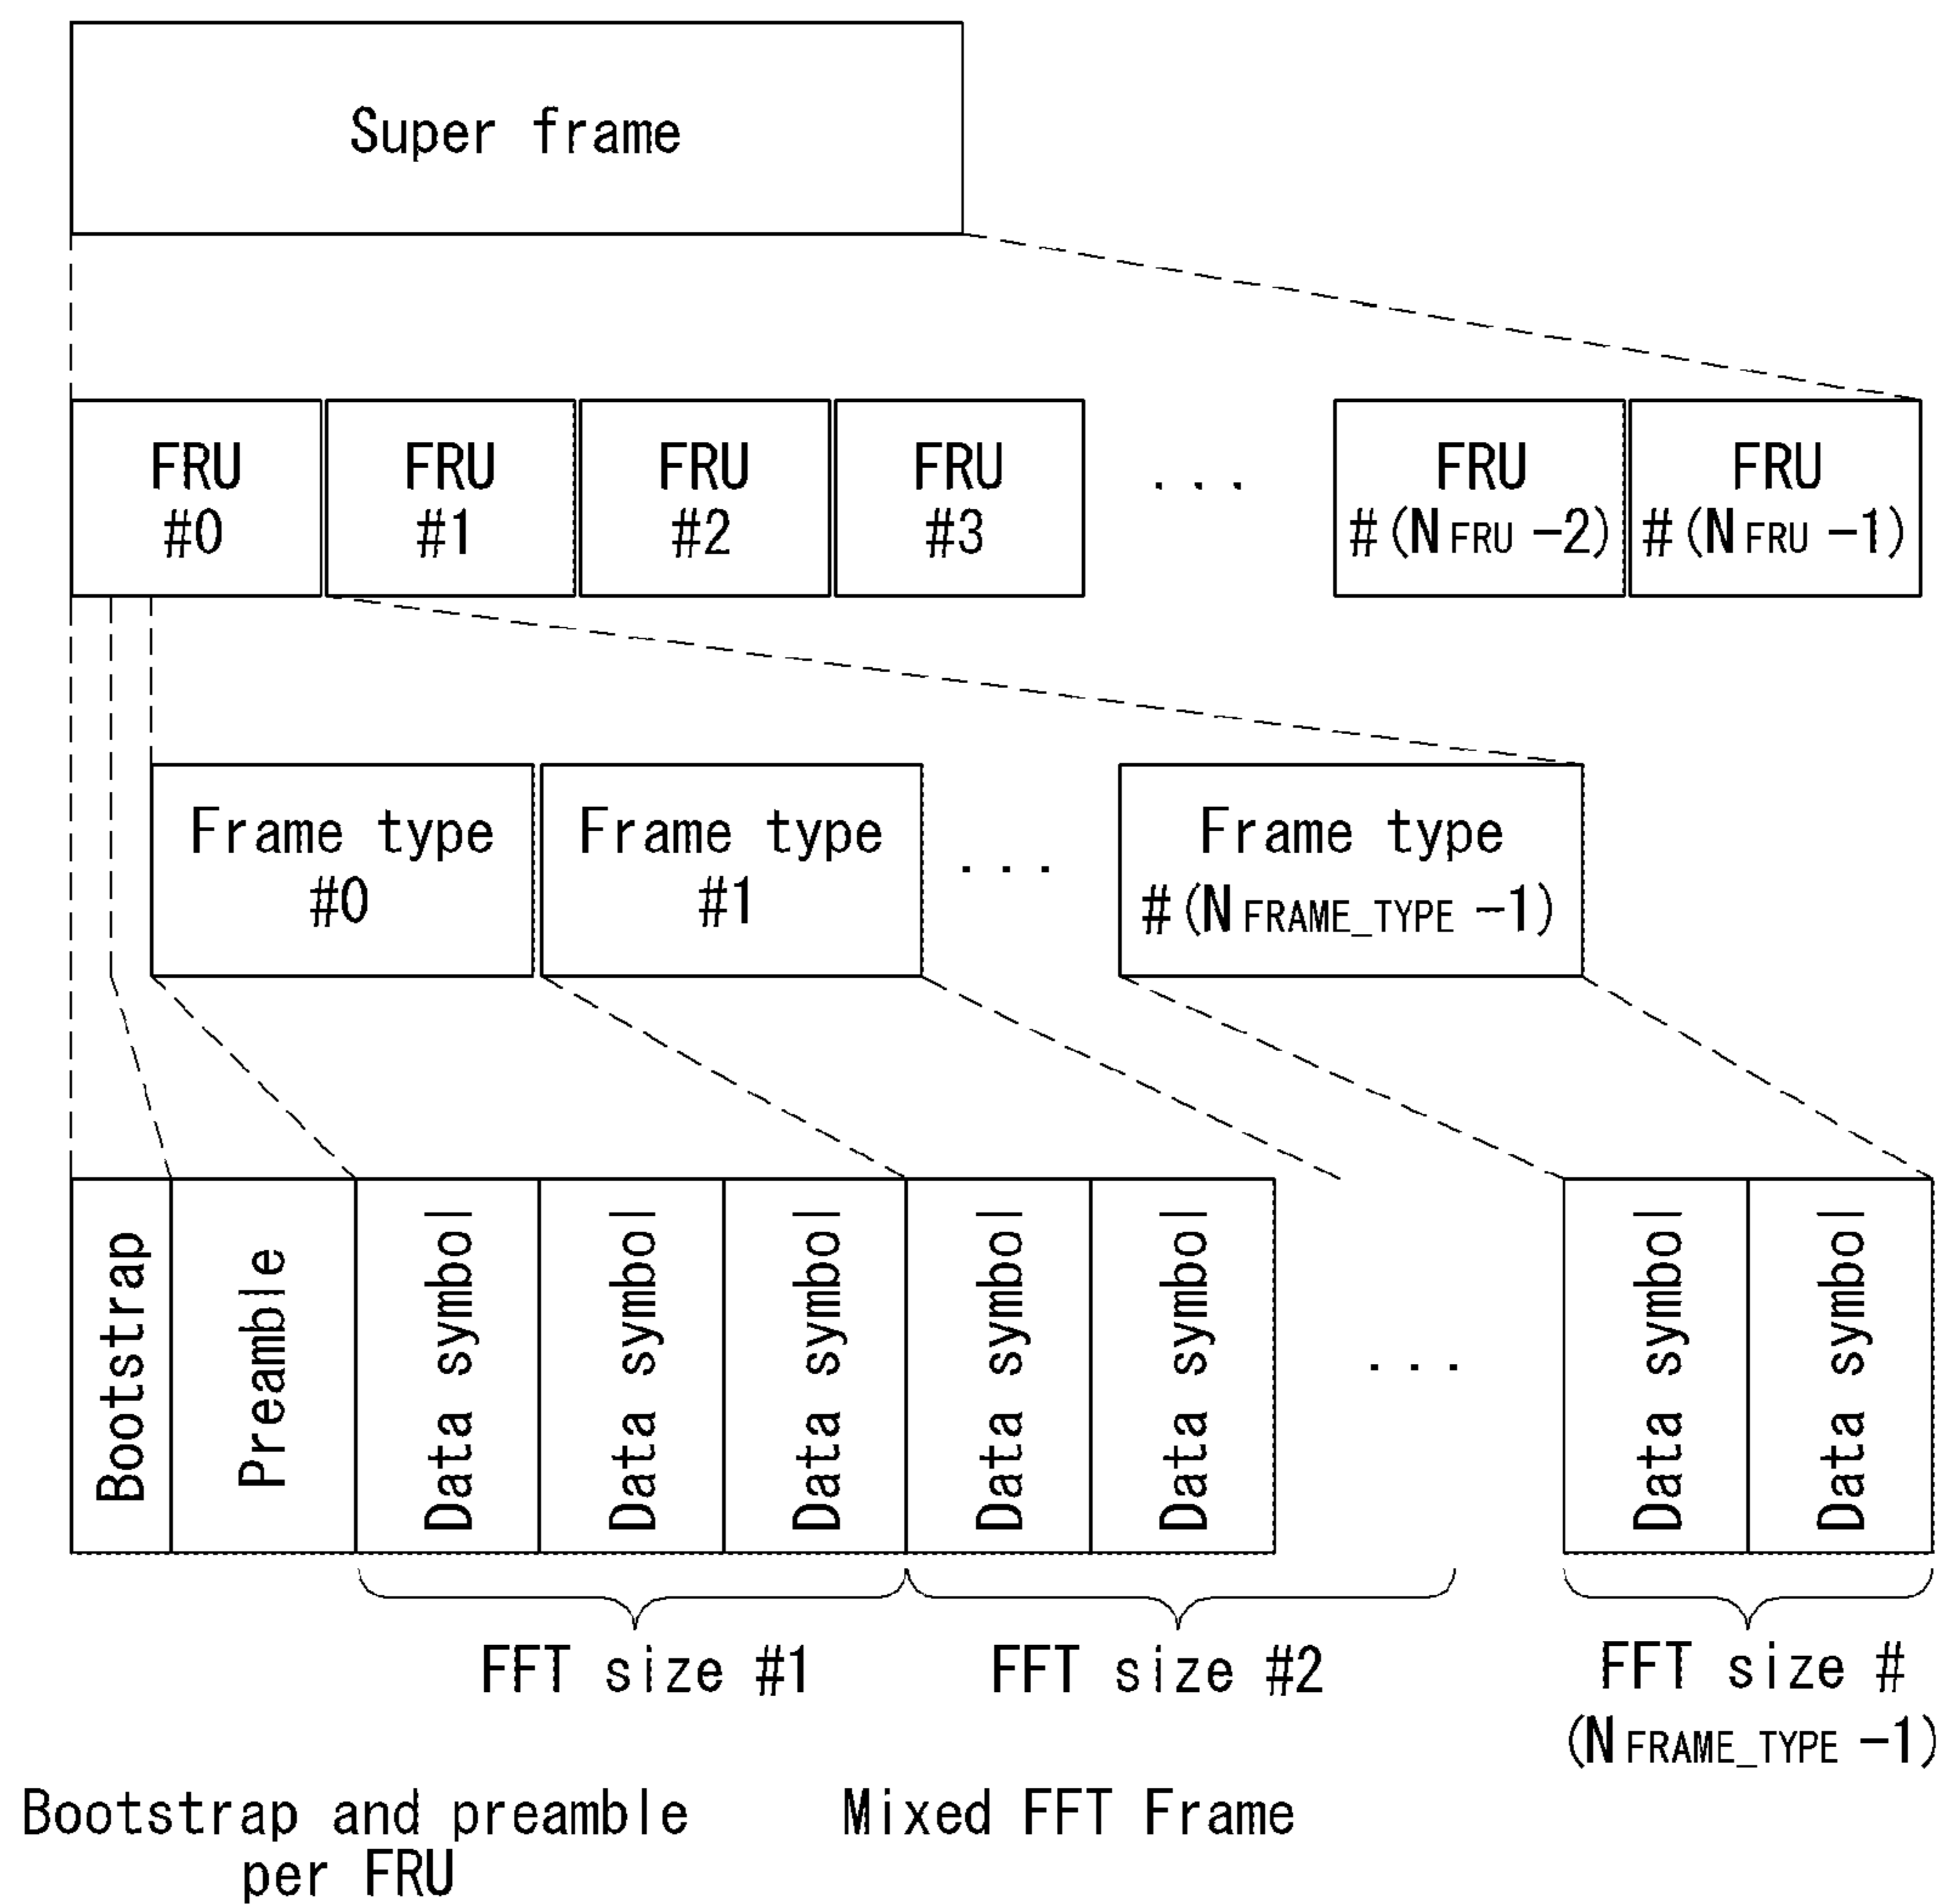 Super frame
FRU
#0
FRU
#1
FRU
#2
FRU
#3
...
FRU
#(NFRU -2)
FRU
#(NFRU -1)
Frame type
#0
Frame type
#1
...
Frame type
#(NFRAME_TYPE -1)
Bootstrap
Preamble
Data symbol
Data symbol
Data symbol
Data symbol
Data symbol
...
Data symbol
Data symbol
FFT size #1
FFT size #2
FFT size #
(NFRAME_TYPE -1)
Bootstrap and preamble
per FRU
Mixed FFT Frame